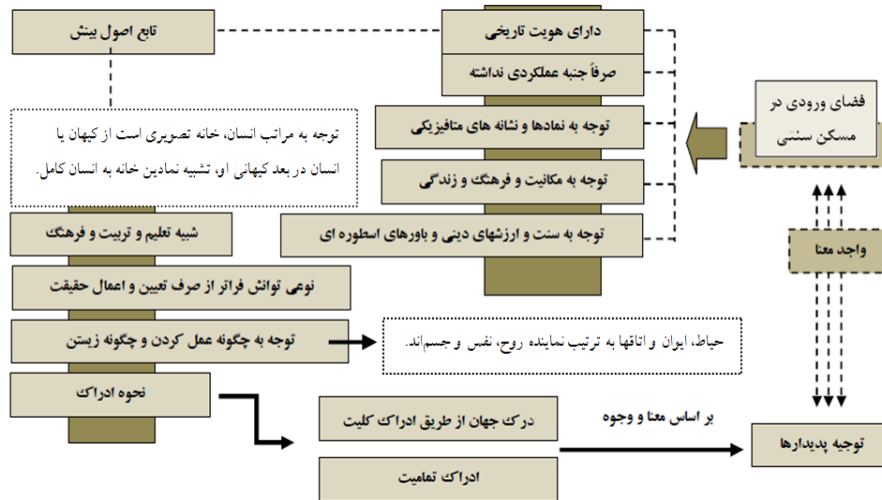 تابع اصول بینش
دارای هویت تاریخی
صرفاً جنبه عملکردی نداشته
توجه به نمادها و نشانه های متافیزیکی
توجه به مکانیت و فرهنگ و زندگی
توجه به سنت و ارزشهای دینی و باورهای اسطوره ای
فضای ورودی در
مسکن سنتی
واجد معنا
توجه به مراتب انسان، خانه تصویری است از کیهان یا
انسان در بعد کیهانی او، تشبیه نمادین خانه به انسان کامل.
شبیه تعلیم و تربیت و فرهنگ
نوعی توانش فراتر از صرف تعیین و اعمال حقیقت
توجه به چگونه عمل کردن و چگونه زیستن
حیاط، ایران و اتاقها به ترتیب نماینده روح، نفس و جسم‌اند.
نحوه ادراک
درک جهان از طریق ادراک کلیت
ادراک تمامیت
بر اساس معنا و وجوه
توجیه پدیدارها